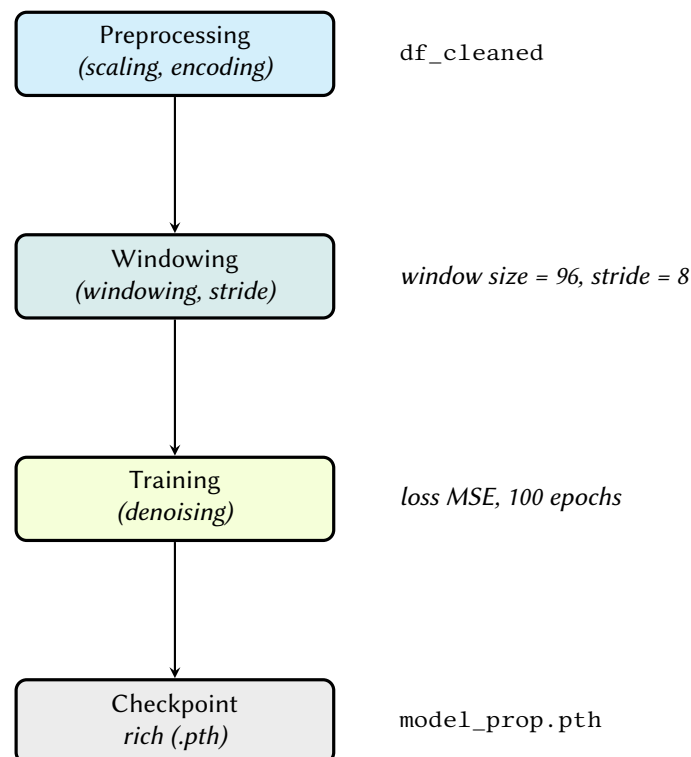 Preprocessing
(scaling, encoding)
df_cleaned
Windowing
(windowing, stride)
window size = 96, stride = 8
Training
(denoising)
loss MSE, 100 epochs
Checkpoint
rich (.pth)
model_prop.pth